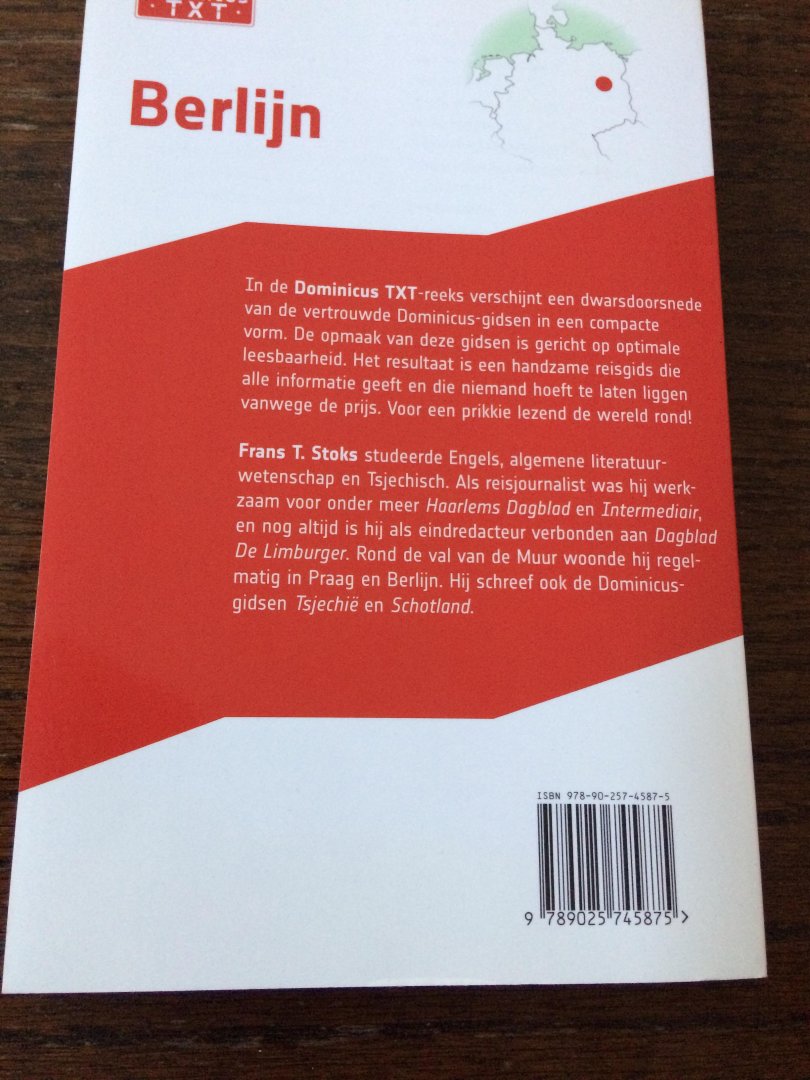 TXT
Berlijn
In de Dominicus TXT-reeks verschijnt een dwarsdoorsnede
van de vertrouwde Dominicus-gidsen in een compacte
vorm. De opmaak van deze gidsen is gericht op optimale
leesbaarheid. Het resultaat is een handzame reisgids die
alle informatie geeft en die niemand hoeft te laten liggen
vanwege de prijs. Voor een prikkie lezend de wereld rond!
Frans T. Stoks studeerde Engels, algemene literatuur-
wetenschap en Tsjechisch. Als reisjournalist was hij werk-
zaam voor onder meer Haarlems Dagblad en Intermediair,
en nog altijd is hij als eindredacteur verbonden aan Dagblad
De Limburger. Rond de val van de Muur woonde hij regel-
matig in Praag en Berlijn. Hij schreef ook de Dominicus-
gidsen Tsjechië en Schotland.
ISBN 978-90-257-4587-5
9 789025 745875 >